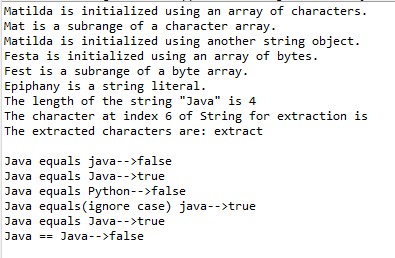 Matilda is initialized using an array of characters.
Mat is a subrange of a character array.
Matilda is initialized using another string object.
Festa is initialized using an array of bytes.
Fest is a subrange of a byte array.
Epiphany is a string literal.
The length of the string "Java" is 4
The character at index 6 of String for extraction is
The extracted characters are: extract
Java equals java-->false
Java equals Java-->true
Java equals Python-->false
Java equals(ignore case) java-->true
Java equals Java-->true
Java == Java-->false